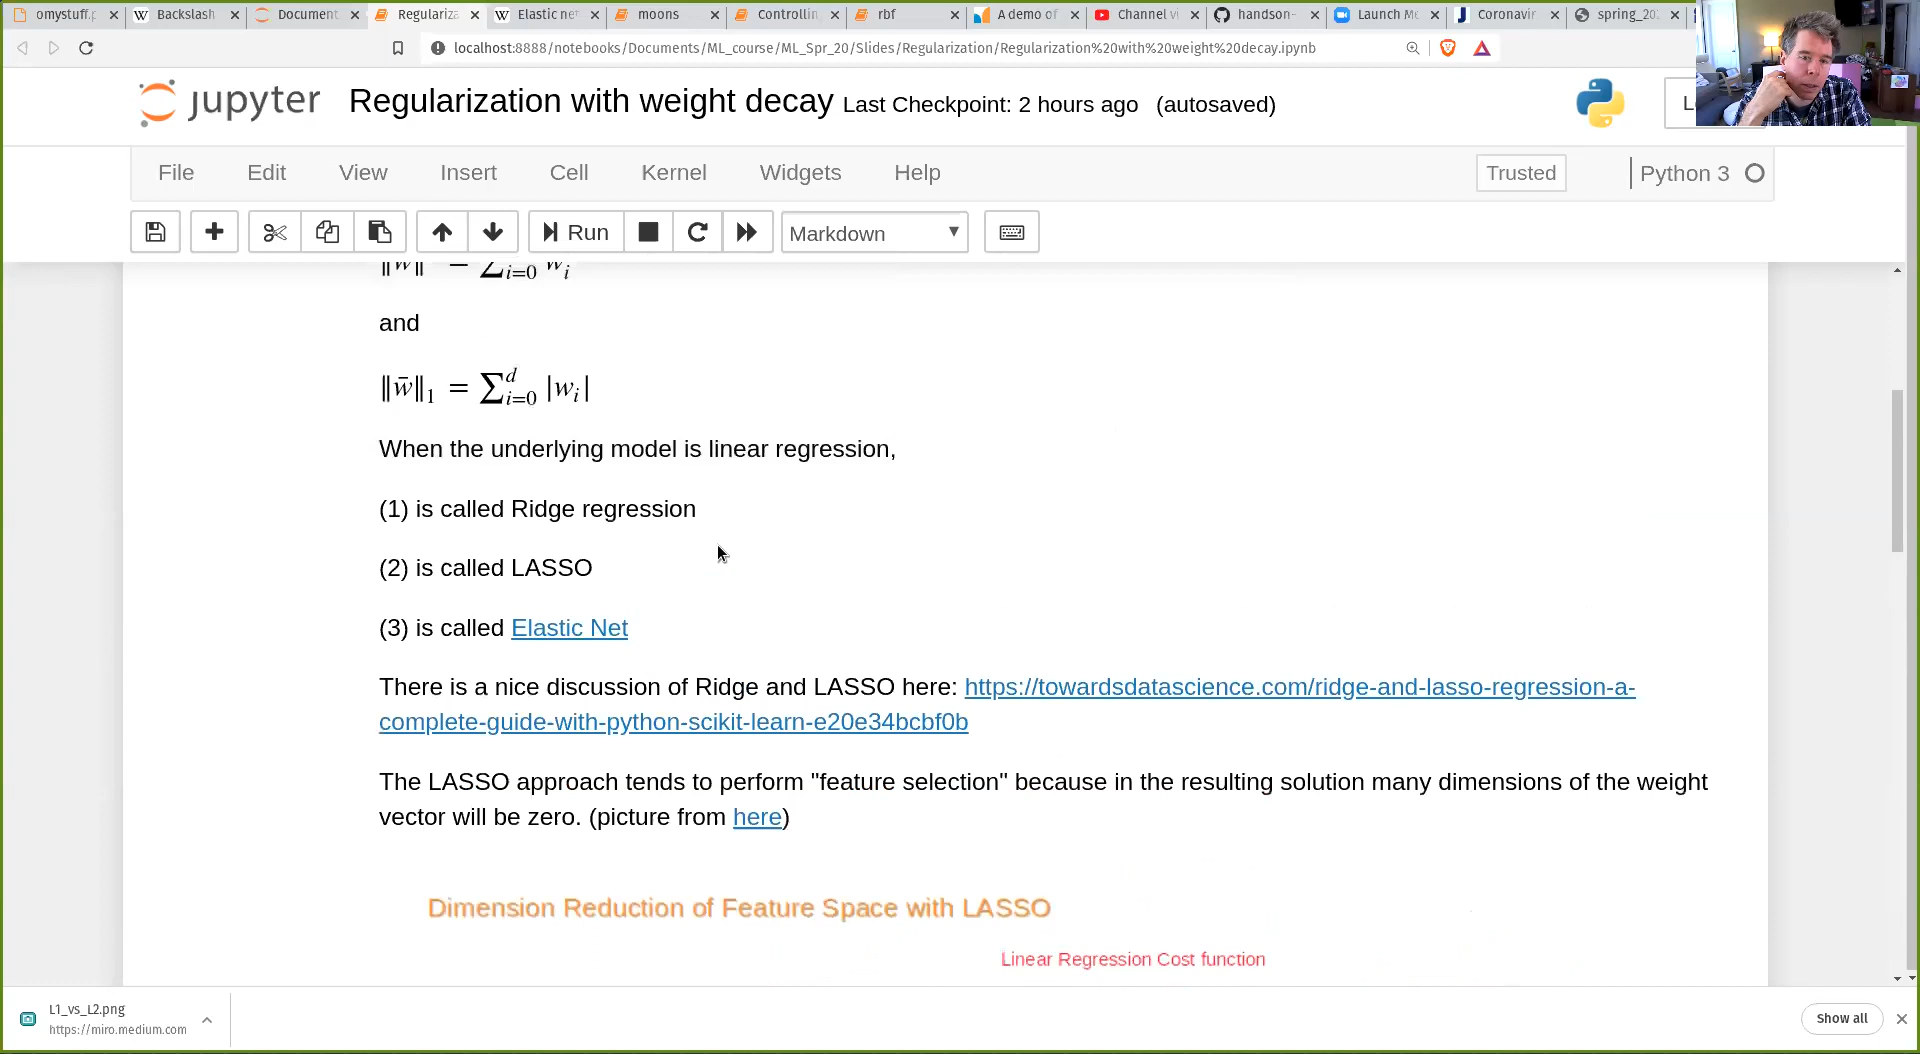 omystuff.p
Backslash
Document
Regulariza
Elastic net
moons
Controllin
rbf
A demo of
Channel vi
handson-
Launch Me
Coronavir
spring_20
localhost:8888/notebooks/Documents/ML_course/ML_Spr_20/Slides/Regularization/Regularization%20with%20weight%20decay.ipynb
jupyter Regularization with weight decay Last Checkpoint: 2 hours ago (autosaved)
File Edit View Insert Cell Kernel Widgets Help Trusted Python 3
Run Markdown
and
‖w̄‖₁ = ∑ᵢ₌₀ᵈ |wᵢ|
When the underlying model is linear regression,
(1) is called Ridge regression
(2) is called LASSO
(3) is called Elastic Net
There is a nice discussion of Ridge and LASSO here: https://towardsdatascience.com/ridge-and-lasso-regression-a-
complete-guide-with-python-scikit-learn-e20e34bcbf0b
The LASSO approach tends to perform "feature selection" because in the resulting solution many dimensions of the weight
vector will be zero. (picture from here)
Dimension Reduction of Feature Space with LASSO
Linear Regression Cost function
L1_vs_L2.png
https://miro.medium.com
Show all